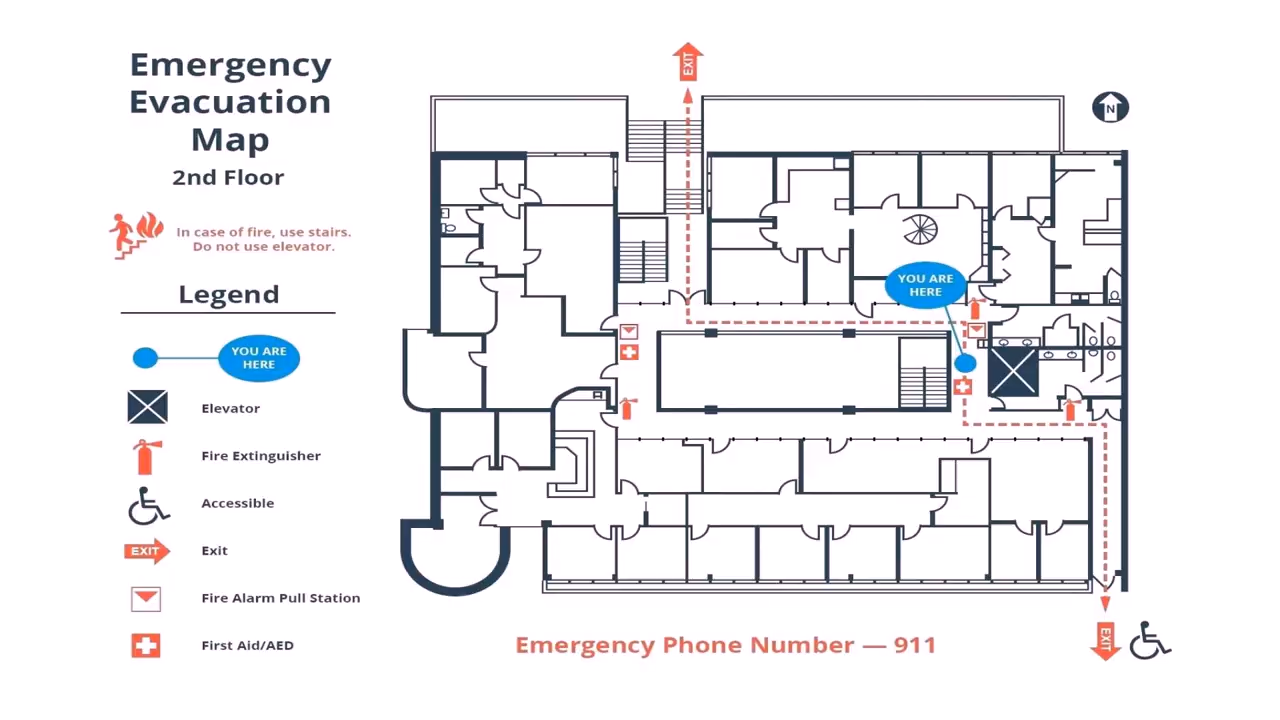 Emergency
Evacuation
Map
2nd Floor
In case of fire, use stairs.
Do not use elevator.
Legend
YOU ARE
HERE
Elevator
Fire Extinguisher
Accessible
EXIT
Exit
Fire Alarm Pull Station
First Aid/AED
EXIT
N
YOU ARE
HERE
EXIT
Emergency Phone Number — 911